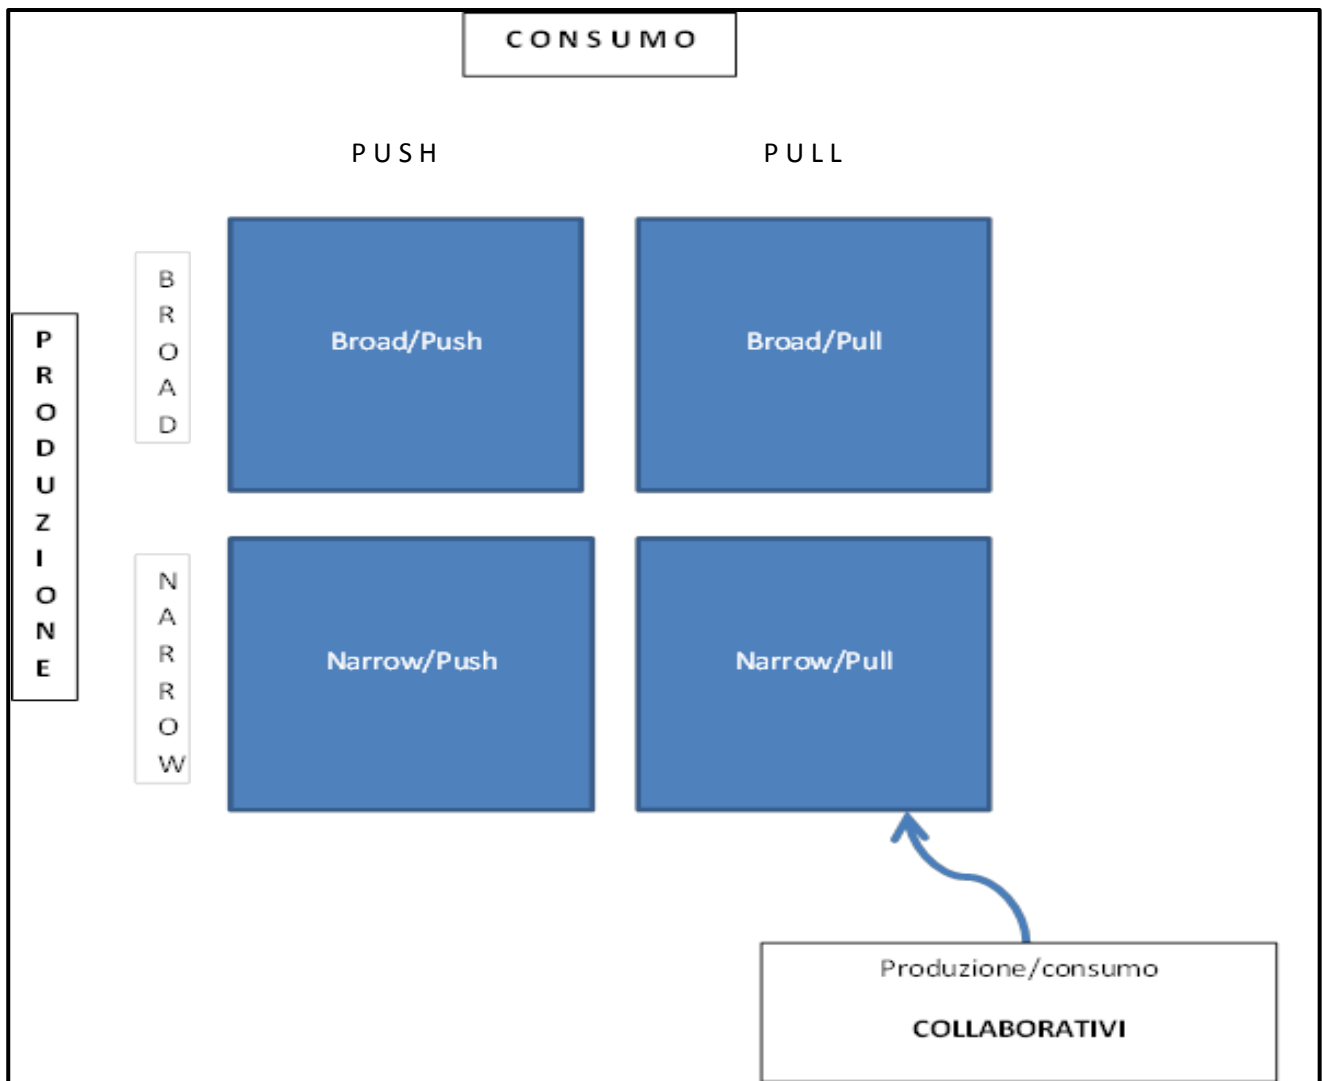 CONSUMO
PUSH
PULL
PRODUZIONE
BROAD
Broad/Push
Broad/Pull
NARROW
Narrow/Push
Narrow/Pull
Produzione/consumo
COLLABORATIVI